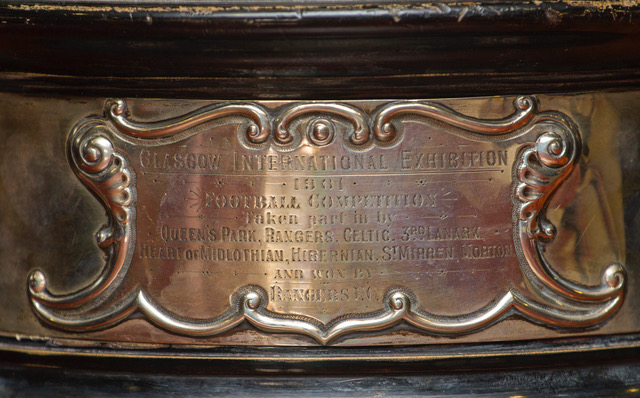 GLASGOW INTERNATIONAL EXHIBITION
1901
FOOTBALL COMPETITION
Taken part in by
QUEEN'S PARK, RANGERS, CELTIC, 3RD LANARK,
HEART OF MIDLOTHIAN, HIBERNIAN, ST MIRREN, MORTON
AND WON BY
RANGERS F.C.